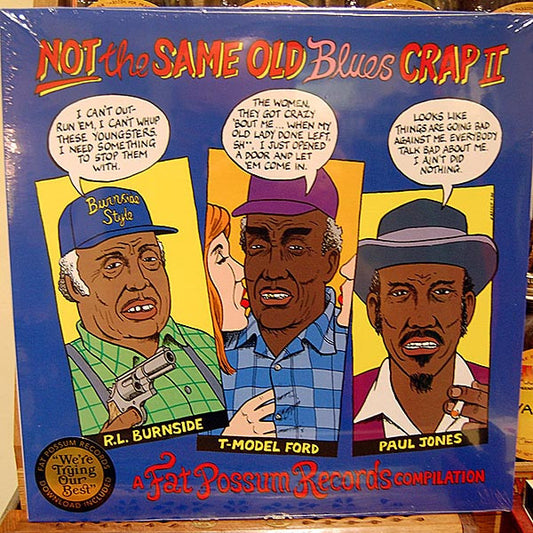 NOT the SAME OLD Blues CRAP II
I CAN'T OUT-
RUN 'EM, I CAN'T WHUP
THESE YOUNGSTERS.
I NEED SOMETHING
TO STOP THEM
WITH.
THE WOMEN,
THEY GOT CRAZY
'BOUT ME... WHEN MY
OLD LADY DONE LEFT,
SH**, I JUST OPENED
A DOOR AND LET
'EM COME IN.
LOOKS LIKE
THINGS ARE GOING BAD
AGAINST ME. EVERYBODY
TALK BAD ABOUT ME.
I AIN'T DID
NOTHING.
Burnside
Style
R.L. BURNSIDE
T-MODEL FORD
PAUL JONES
FAT POSSUM RECORDS
"We're
Trying
Our
Best"
DOWNLOAD INCLUDED
A Fat Possum Records COMPILATION